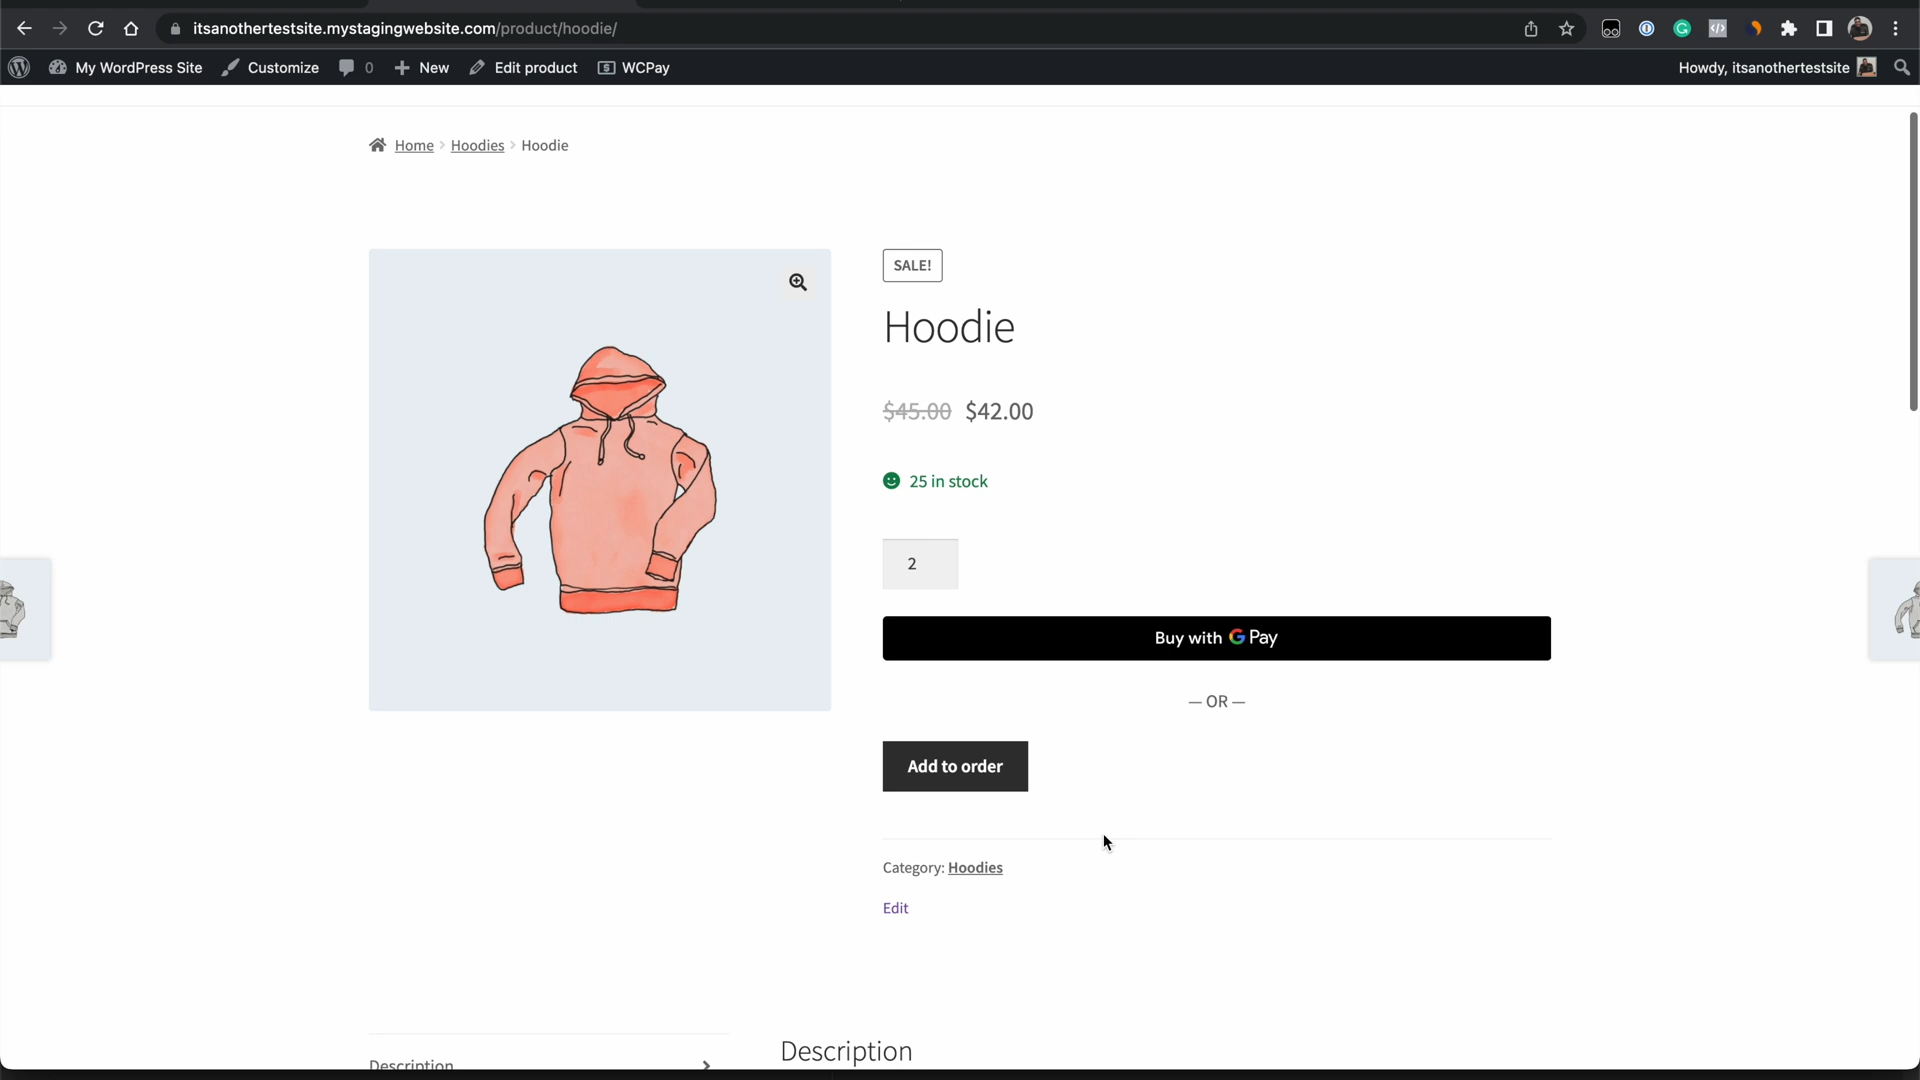 itsanothertestsite.mystagingwebsite.com/product/hoodie/
My WordPress Site Customize 0 New Edit product WCPay Howdy, itsanothertestsite
Home > Hoodies > Hoodie
SALE!
Hoodie
$45.00 $42.00
25 in stock
2
Buy with G Pay
— OR —
Add to order
Category: Hoodies
Edit
Description
Description